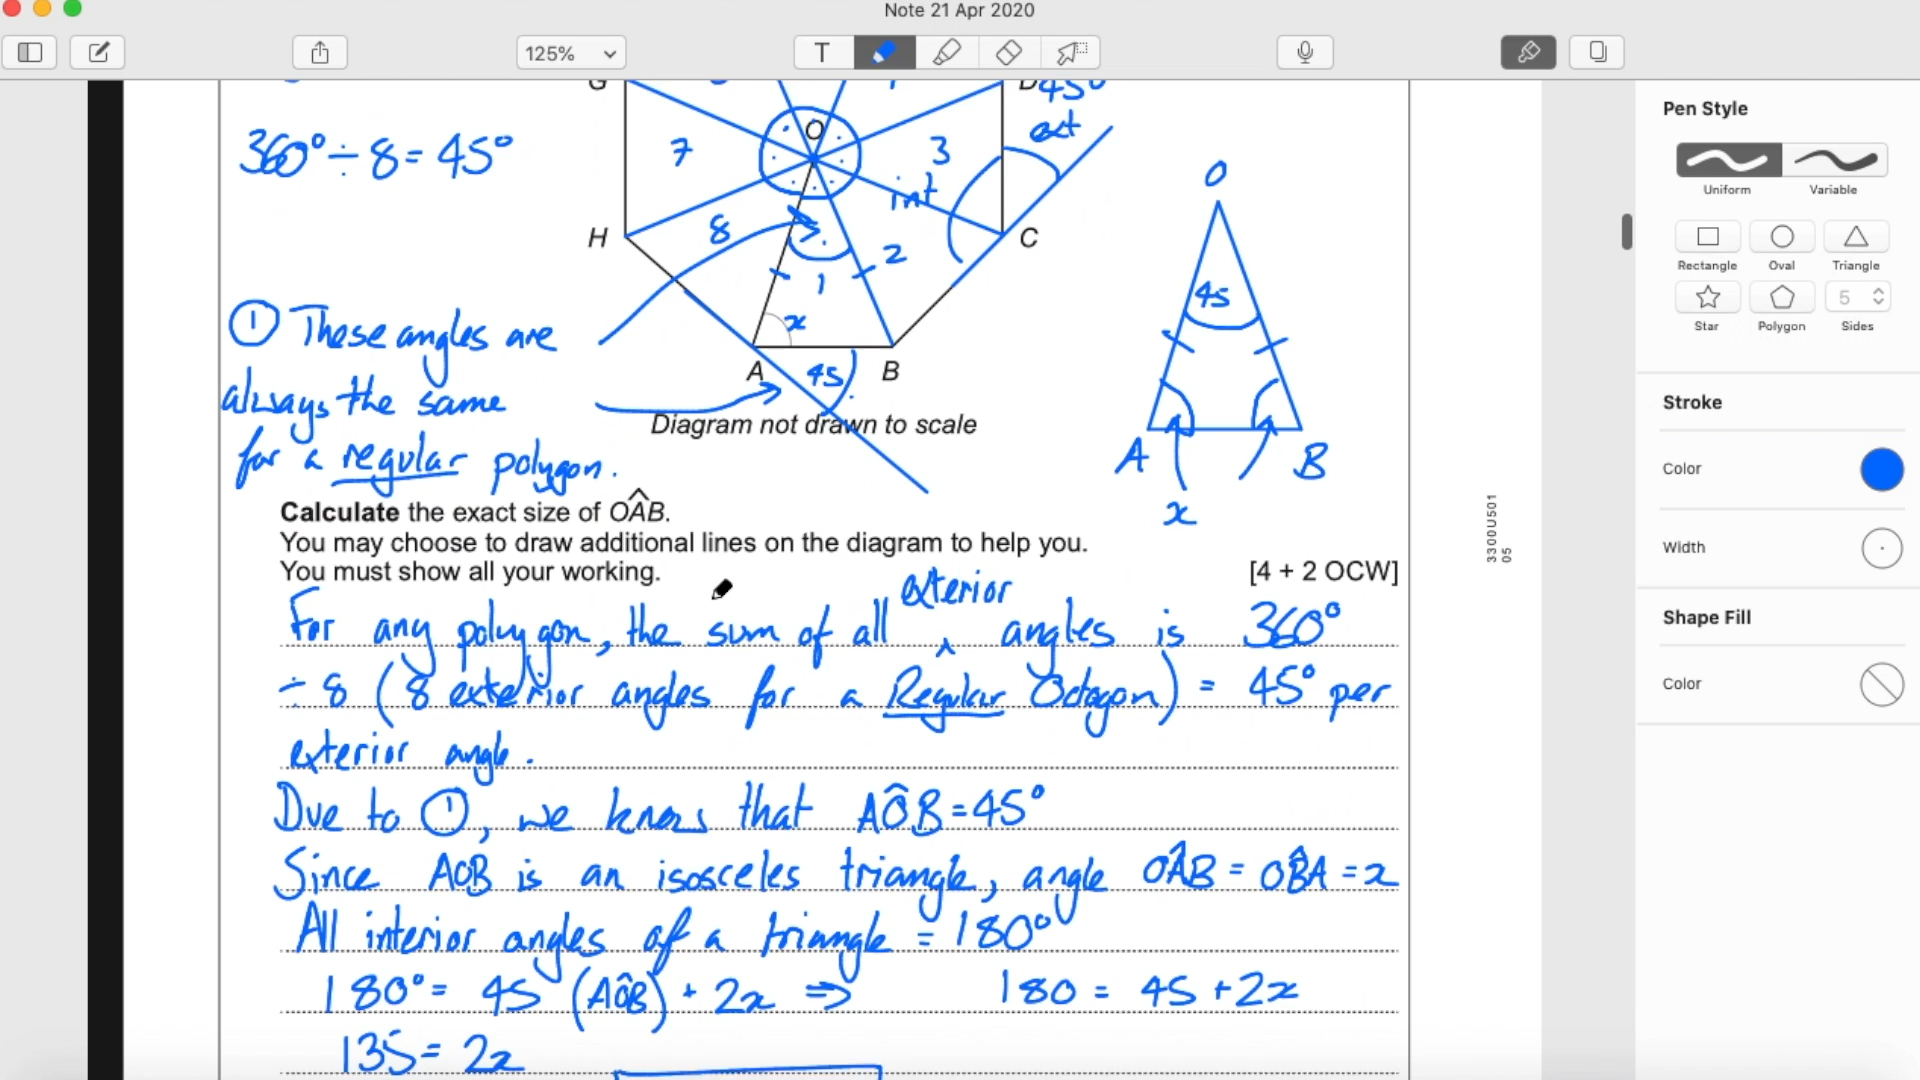 Note 21 Apr 2020
125%
T
Pen Style
Uniform
Variable
Rectangle
Oval
Triangle
5
Star
Polygon
Sides
Stroke
Color
Width
Shape Fill
Color
G
D
45°
ext
360° ÷ 8 = 45°
O
7
3
int
H
8
2
C
1
x
A
45
B
O
45
A
B
x
① These angles are
always the same
for a regular polygon.
Diagram not drawn to scale
Calculate the exact size of OÂB.
You may choose to draw additional lines on the diagram to help you.
You must show all your working.
[4 + 2 OCW]
3300U501
05
exterior
For any polygon, the sum of all ^ angles is 360°
÷ 8 (8 exterior angles for a Regular Octagon) = 45° per
exterior angle.
Due to ①, we know that AÔB = 45°
Since AOB is an isosceles triangle, angle OÂB = OB̂A = x
All interior angles of a triangle = 180°
180° = 45 (AÔB) + 2x ⇒ 180 = 45 + 2x
135 = 2x